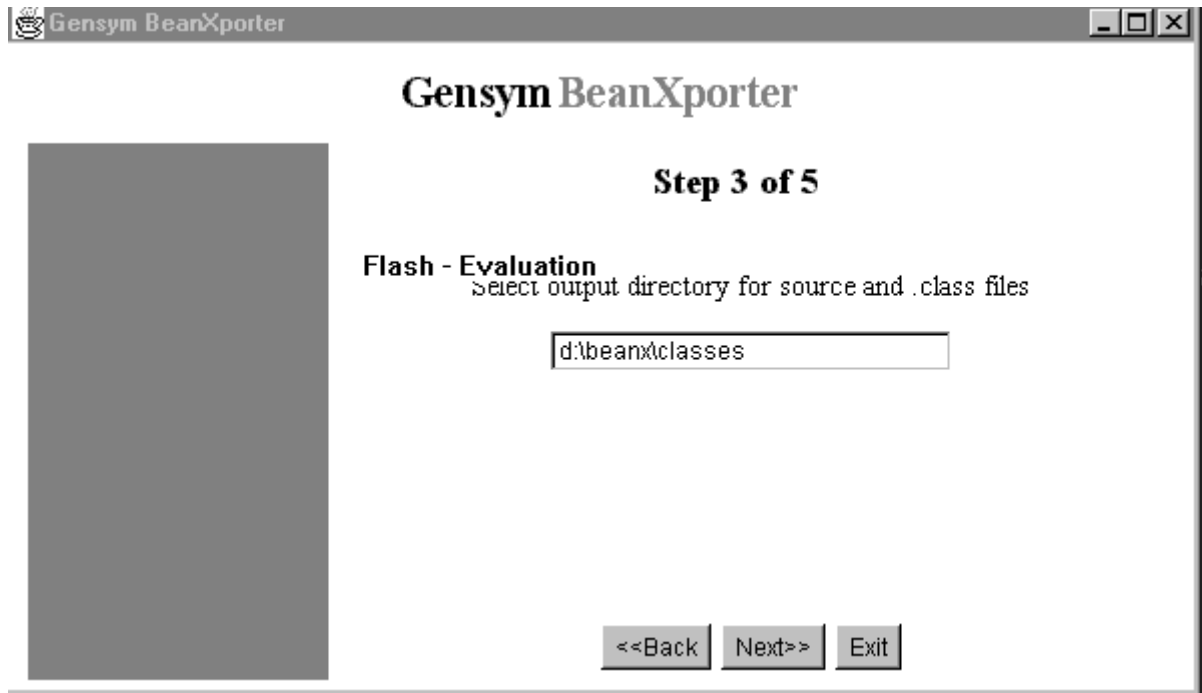 Gensym BeanXporter
Gensym BeanXporter
Step 3 of 5
Flash - Evaluation
Select output directory for source and .class files
d:\beanx\classes
<<Back Next>> Exit